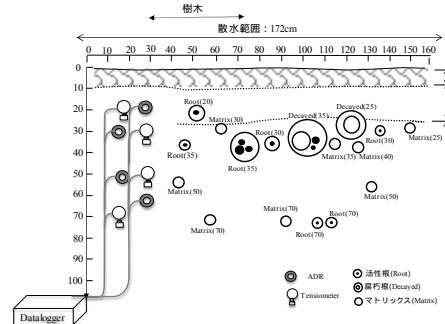 樹木
散水範囲：172cm
0 10 20 30 40 50 60 70 80 90 100 110 120 130 140 150 160
0
10
20
30
40
50
60
70
80
90
100
Root(20)
Matrix(30)
Decayed(35)
Decayed(25)
Root(35)
Root(35)
Root(30)
Matrix(35)
Matrix(40)
Root(30)
Matrix(25)
Matrix(50)
Matrix(50)
Matrix(70)
Matrix(70)
Root(70)
Root(70)
ADR
Tensiometer
活性根(Root)
腐朽根(Decayed)
マトリックス(Matrix)
Datalogger